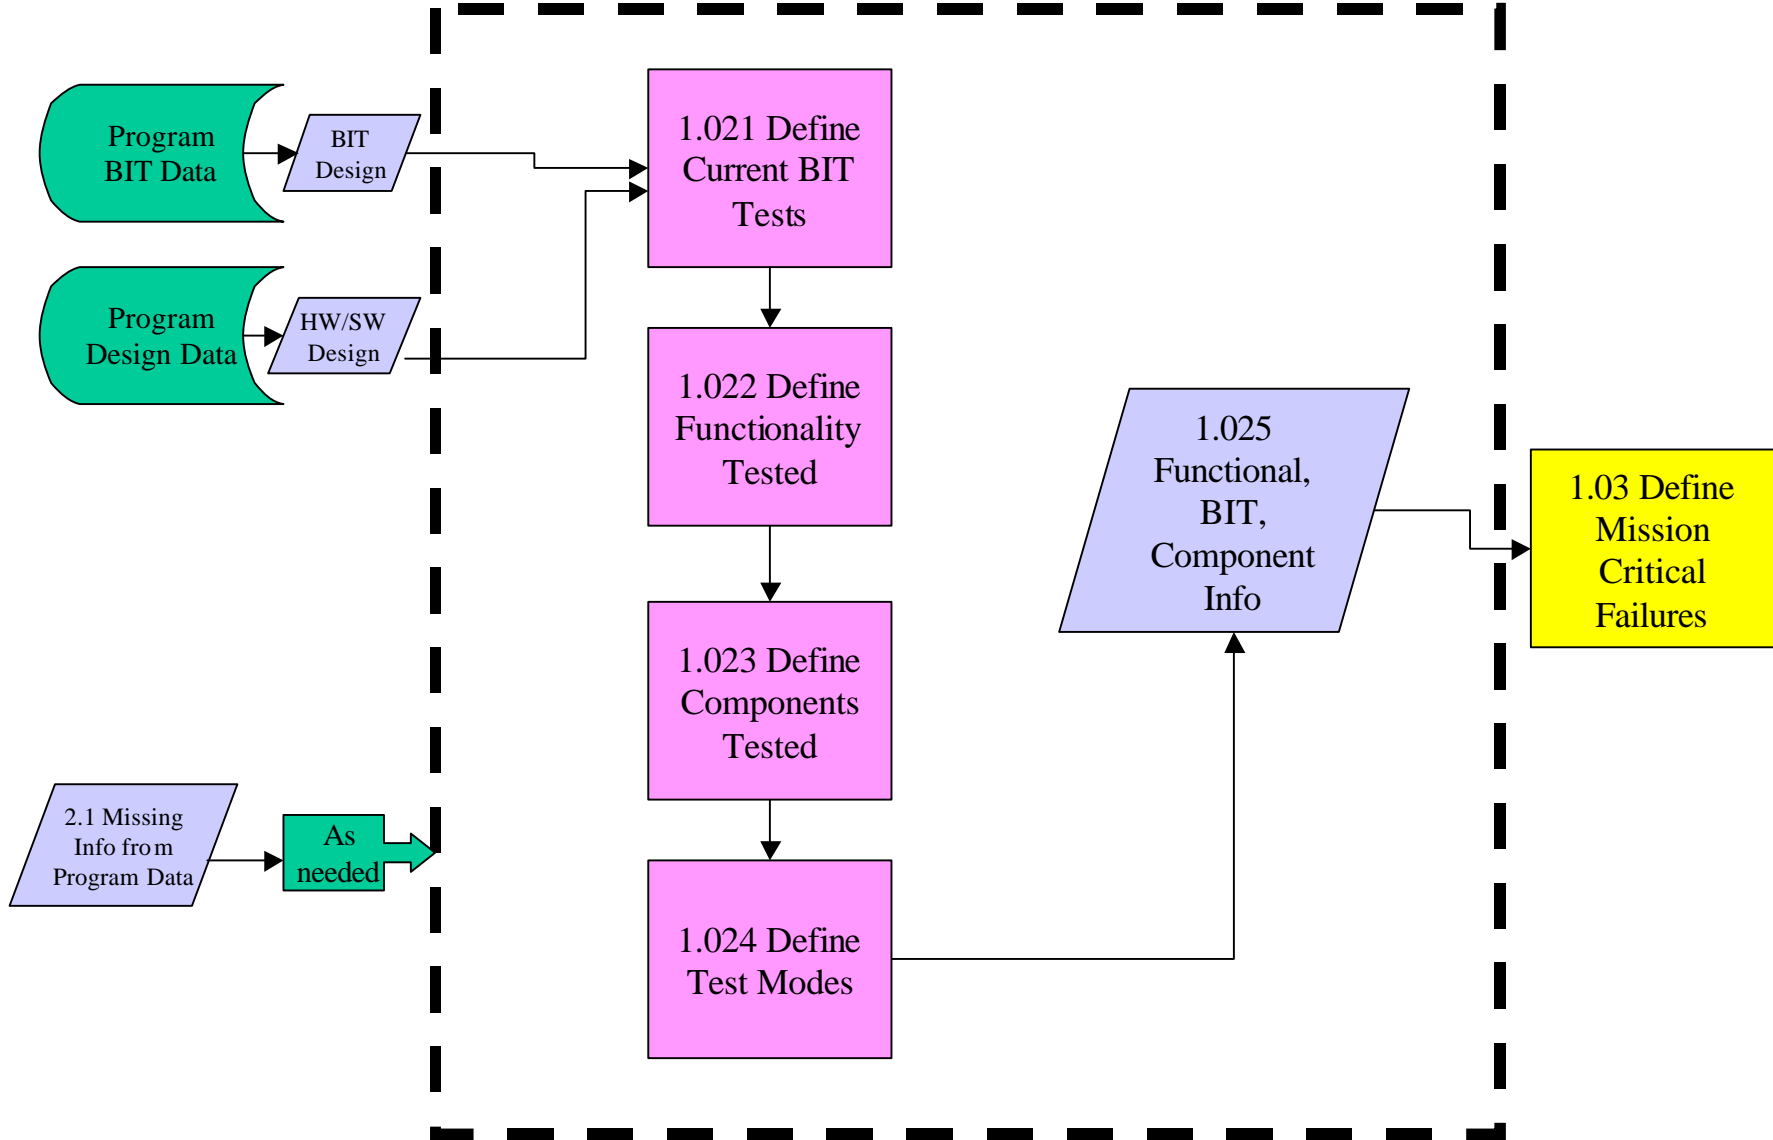 Program
BIT Data
BIT
Design
Program
Design Data
HW/SW
Design
2.1 Missing
Info from
Program Data
As
needed
1.021 Define
Current BIT
Tests
1.022 Define
Functionality
Tested
1.023 Define
Components
Tested
1.024 Define
Test Modes
1.025
Functional,
BIT,
Component
Info
1.03 Define
Mission
Critical
Failures